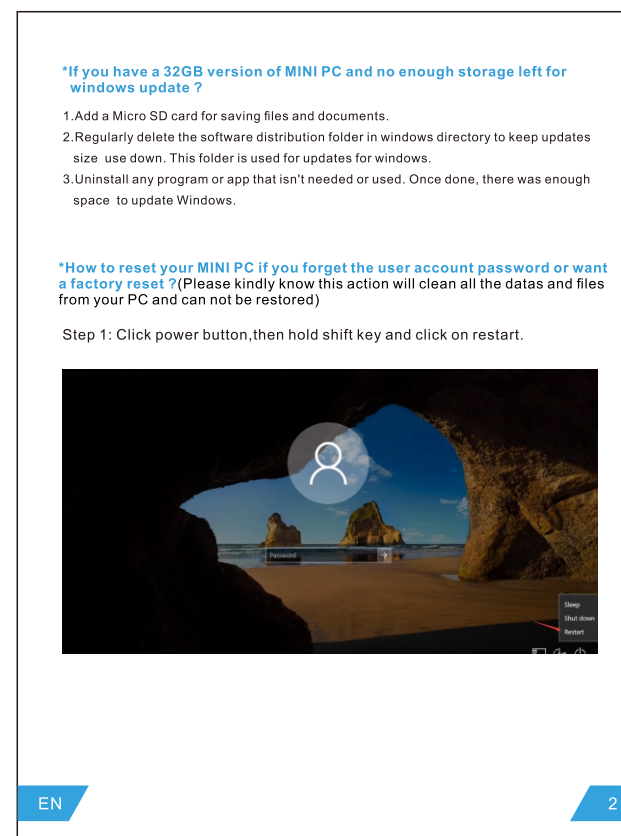 *If you have a 32GB version of MINI PC and no enough storage left for
windows update ?
1.Add a Micro SD card for saving files and documents.
2.Regularly delete the software distribution folder in windows directory to keep updates
size use down. This folder is used for updates for windows.
3.Uninstall any program or app that isn't needed or used. Once done, there was enough
space to update Windows.
*How to reset your MINI PC if you forget the user account password or want
a factory reset ?(Please kindly know this action will clean all the datas and files
from your PC and can not be restored)
Step 1: Click power button,then hold shift key and click on restart.
Password
Sleep
Shut down
Restart
EN
2